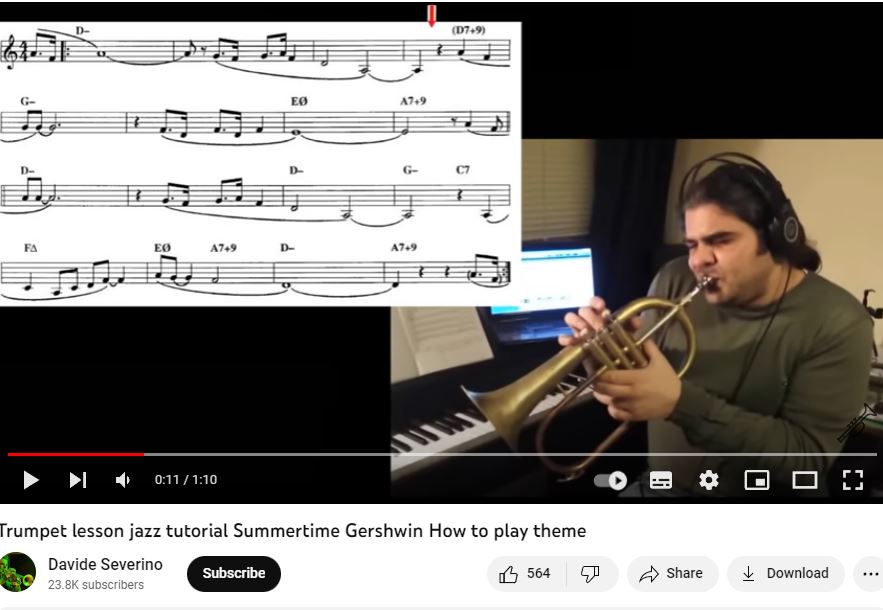 D–
(D7+9)
G–
EØ
A7+9
D–
D–
G–
C7
F∆
EØ
A7+9
D–
A7+9
0:11 / 1:10
Trumpet lesson jazz tutorial Summertime Gershwin How to play theme
Davide Severino
23.8K subscribers
Subscribe
564
Share
Download